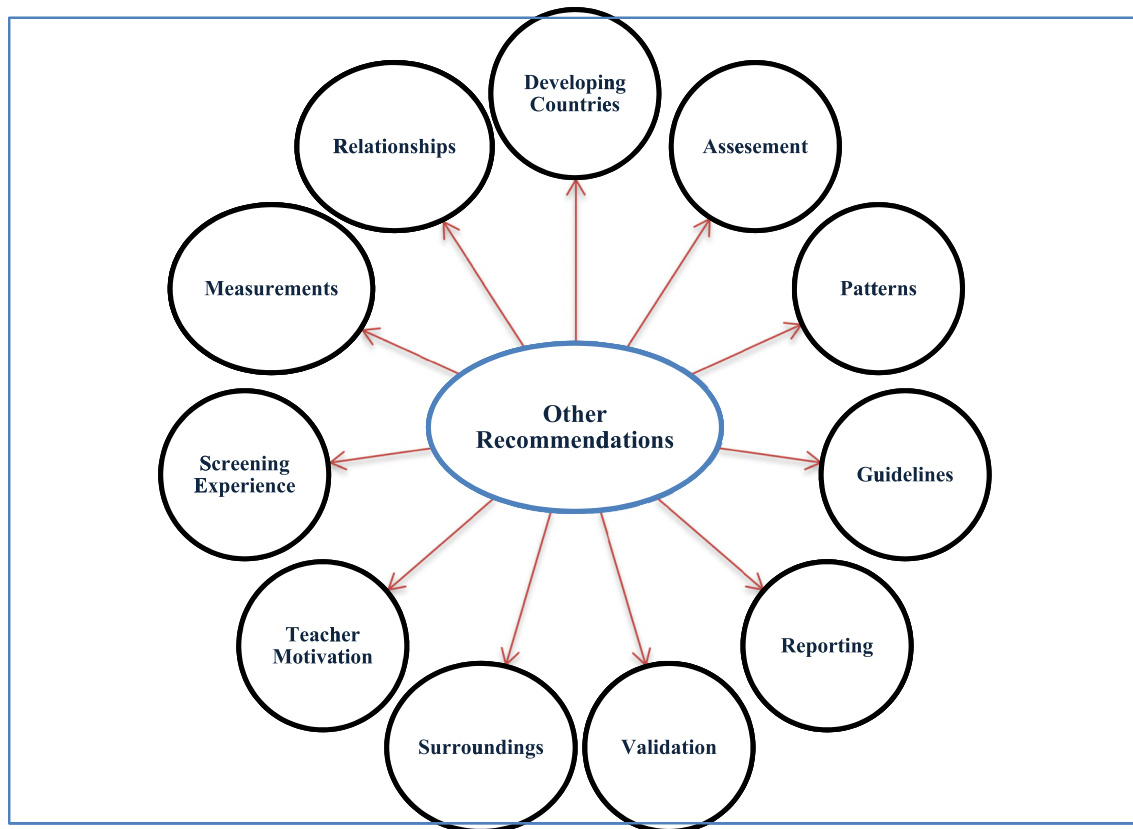 Developing
Countries
Relationships
Assesement
Measurements
Patterns
Other
Recommendations
Screening
Experience
Guidelines
Teacher
Motivation
Reporting
Surroundings
Validation